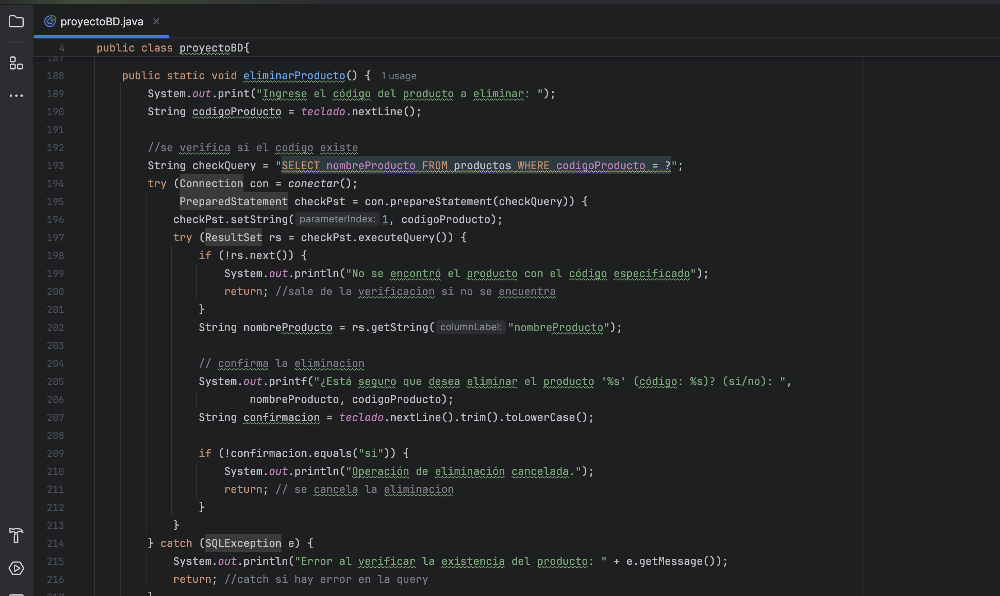 proyectoBD.java
4 public class proyectoBD{
187
188 public static void eliminarProducto() { 1 usage
189 System.out.print("Ingrese el código del producto a eliminar: ");
190 String codigoProducto = teclado.nextLine();
191
192 //se verifica si el codigo existe
193 String checkQuery = "SELECT nombreProducto FROM productos WHERE codigoProducto = ?";
194 try (Connection con = conectar();
195 PreparedStatement checkPst = con.prepareStatement(checkQuery)) {
196 checkPst.setString( parameterIndex: 1, codigoProducto);
197 try (ResultSet rs = checkPst.executeQuery()) {
198 if (!rs.next()) {
199 System.out.println("No se encontró el producto con el código especificado");
200 return; //sale de la verificacion si no se encuentra
201 }
202 String nombreProducto = rs.getString( columnLabel: "nombreProducto");
203
204 // confirma la eliminacion
205 System.out.printf("¿Está seguro que desea eliminar el producto '%s' (código: %s)? (si/no): ",
206 nombreProducto, codigoProducto);
207 String confirmacion = teclado.nextLine().trim().toLowerCase();
208
209 if (!confirmacion.equals("si")) {
210 System.out.println("Operación de eliminación cancelada.");
211 return; // se cancela la eliminacion
212 }
213 }
214 } catch (SQLException e) {
215 System.out.println("Error al verificar la existencia del producto: " + e.getMessage());
216 return; //catch si hay error en la query
217 }